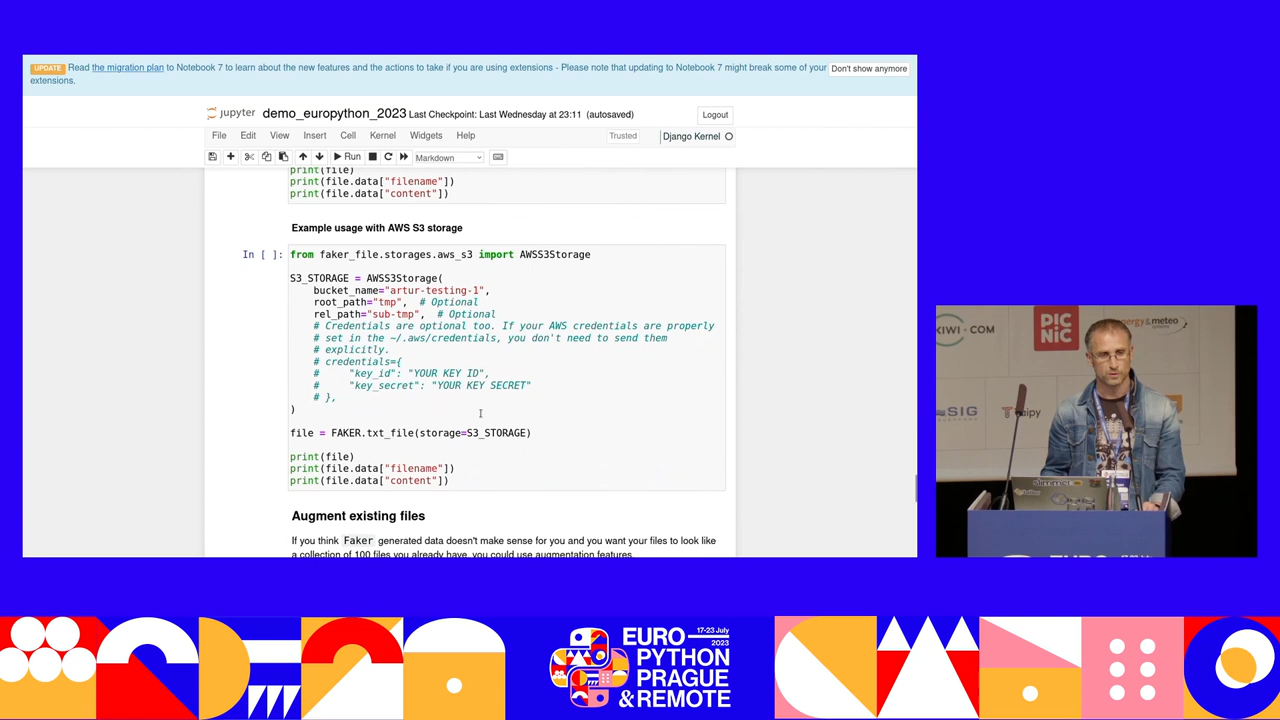 UPDATE Read the migration plan to Notebook 7 to learn about the new features and the actions to take if you are using extensions - Please note that updating to Notebook 7 might break some of your
extensions.
Don't show anymore
jupyter demo_europython_2023 Last Checkpoint: Last Wednesday at 23:11 (autosaved)
Logout
File Edit View Insert Cell Kernel Widgets Help
Trusted
Django Kernel
Run
Markdown
print(file)
print(file.data["filename"])
print(file.data["content"])
Example usage with AWS S3 storage
In [ ]:
from faker_file.storages.aws_s3 import AWSS3Storage
S3_STORAGE = AWSS3Storage(
bucket_name="artur-testing-1",
root_path="tmp",  # Optional
rel_path="sub-tmp",  # Optional
# Credentials are optional too. If your AWS credentials are properly
# set in the ~/.aws/credentials, you don't need to send them
# explicitly.
# credentials={
#     "key_id": "YOUR KEY ID",
#     "key_secret": "YOUR KEY SECRET"
# },
)
file = FAKER.txt_file(storage=S3_STORAGE)
print(file)
print(file.data["filename"])
print(file.data["content"])
Augment existing files
If you think Faker generated data doesn't make sense for you and you want your files to look like
a collection of 100 files you already have, you could use augmentation features.
KIWI-COM
PIC
NIC
energy & meteo
SIG
Taipy
EURO
17-23 July
2023
PYTHON
PRAGUE
& REMOTE